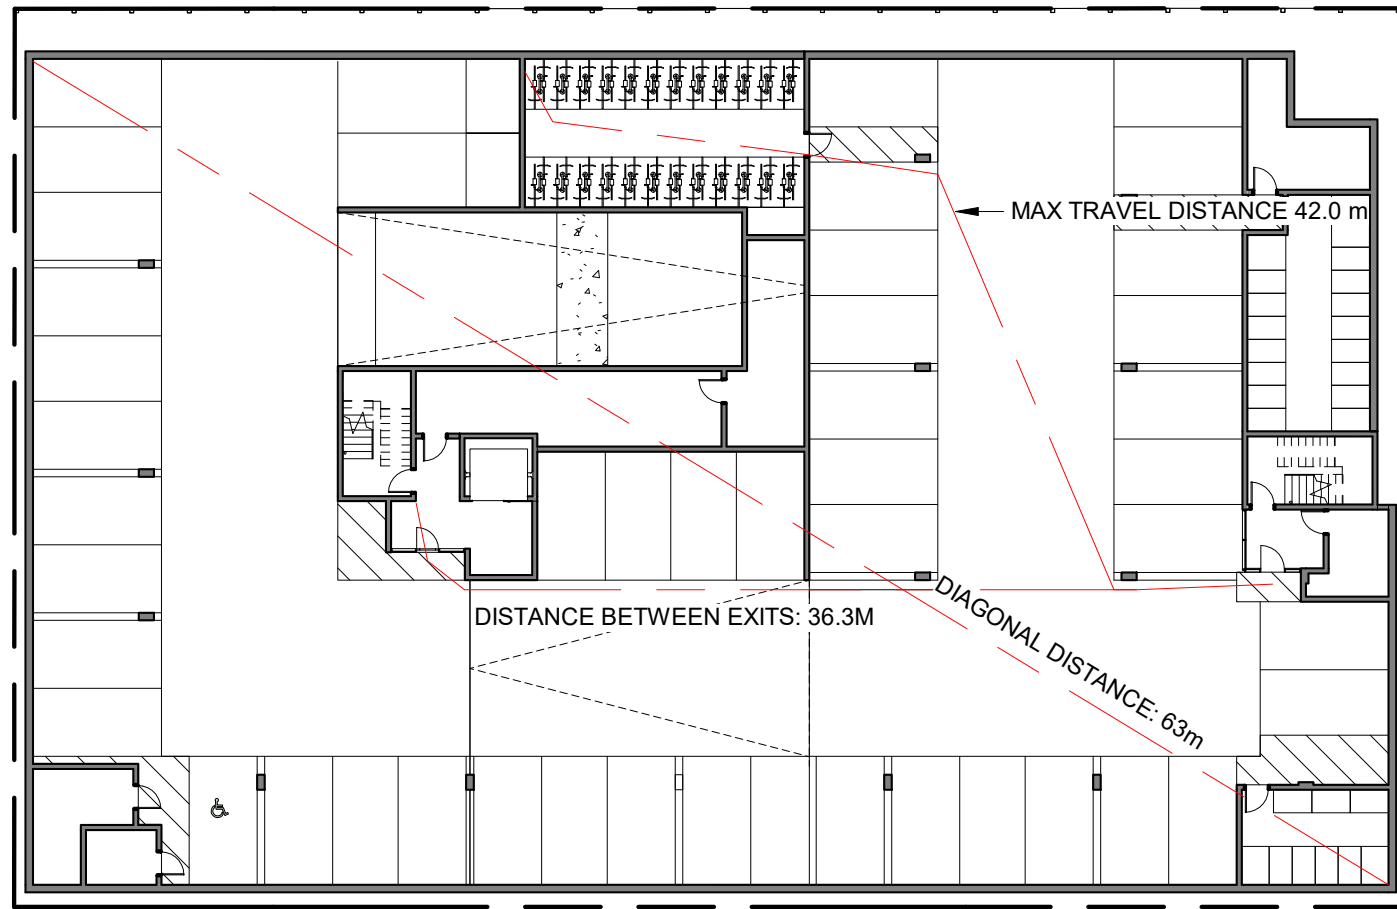 MAX TRAVEL DISTANCE 42.0 m
DISTANCE BETWEEN EXITS: 36.3M
DIAGONAL DISTANCE: 63m